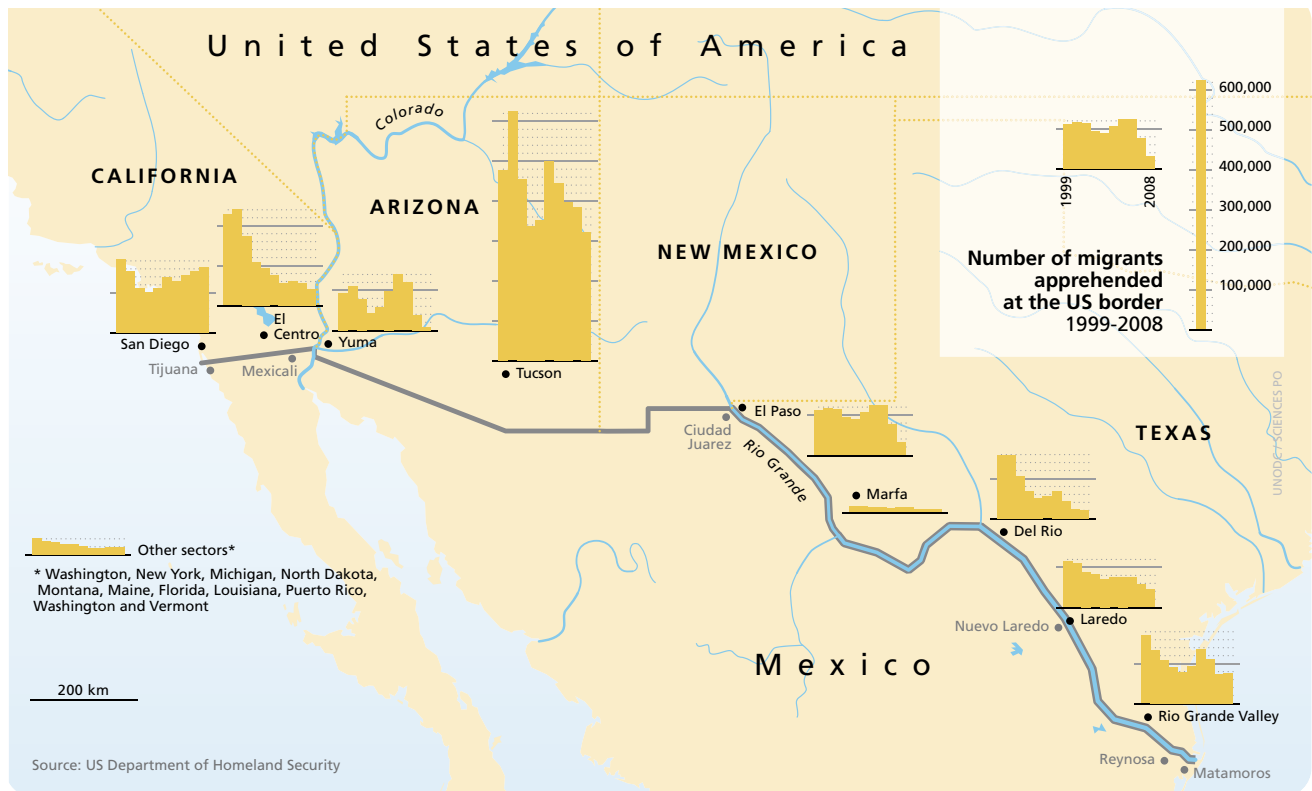 United States of America
Colorado
CALIFORNIA
ARIZONA
NEW MEXICO
TEXAS
600,000
500,000
400,000
300,000
200,000
100,000
1999
2008
Number of migrants
apprehended
at the US border
1999-2008
San Diego
El
Centro
Yuma
Tijuana
Mexicali
Tucson
El Paso
Ciudad
Juarez
Rio Grande
Marfa
Del Rio
Nuevo Laredo
Laredo
Mexico
Rio Grande Valley
Reynosa
Matamoros
Other sectors*
* Washington, New York, Michigan, North Dakota,
Montana, Maine, Florida, Louisiana, Puerto Rico,
Washington and Vermont
200 km
Source: US Department of Homeland Security
UNODC / SCIENCES PO